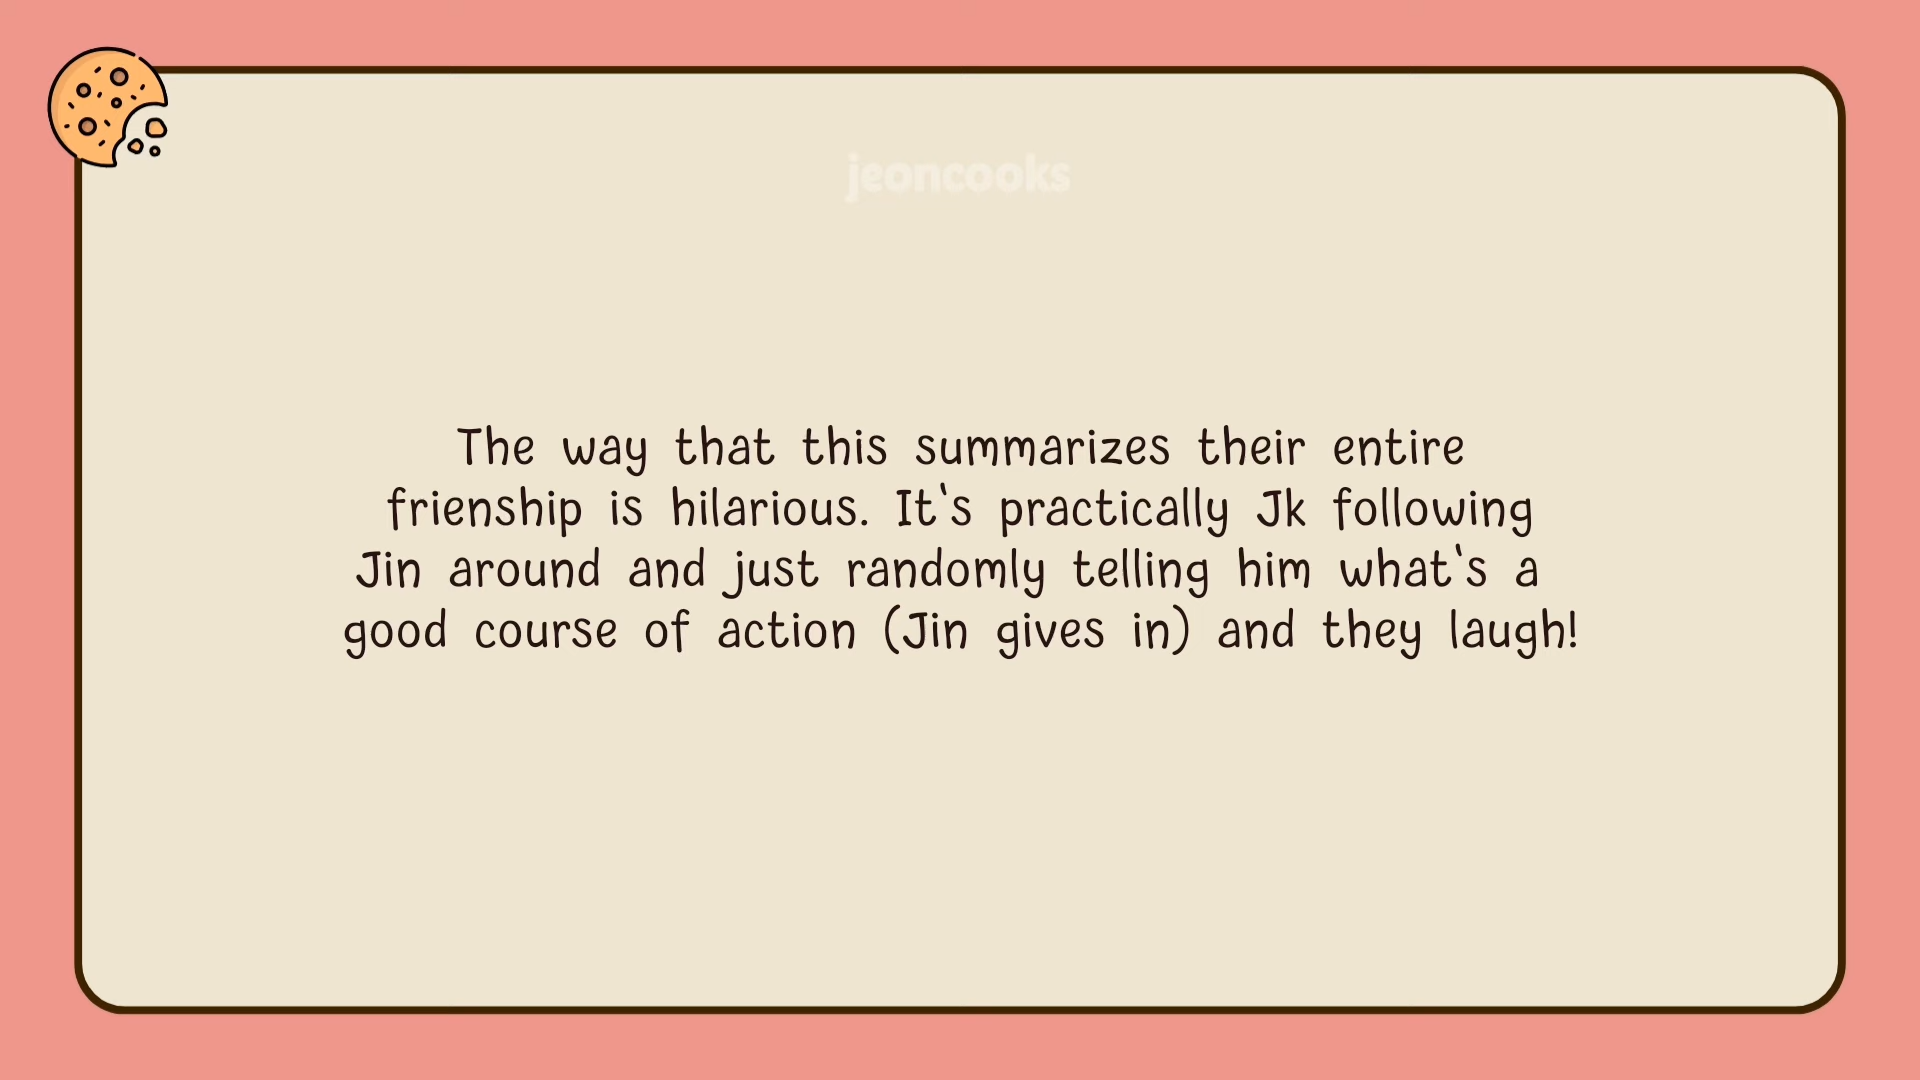 jeoncooks
The way that this summarizes their entire
frienship is hilarious. It's practically Jk following
Jin around and just randomly telling him what's a
good course of action (Jin gives in) and they laugh!